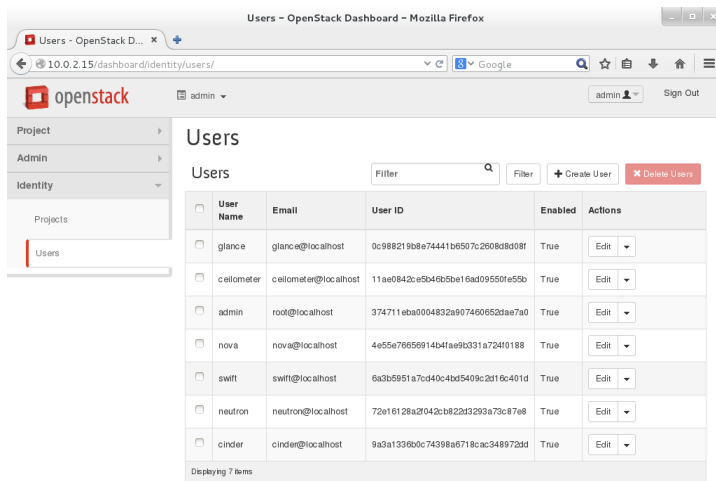 Users - OpenStack Dashboard - Mozilla Firefox
Users - OpenStack D...
10.0.2.15/dashboard/identity/users/
Google
openstack
admin
admin
Sign Out
Project
Admin
Identity
Projects
Users
Users
Users
Filter
Filter
Create User
Delete Users
User Name Email User ID Enabled Actions
glance glance@localhost 0c988219b8e74441b6507c2608d8d08f True Edit
ceilometer ceilometer@localhost 11ae0842ce5b46b5be16ad09550fe55b True Edit
admin root@localhost 374711eba0004832a907460652dae7a0 True Edit
nova nova@localhost 4e55e76656914b4fae9b331a724f0188 True Edit
swift swift@localhost 6a3b5951a7cd40c4bd5409c2d16c401d True Edit
neutron neutron@localhost 72e16128a2f042cb822d3293a73c87e8 True Edit
cinder cinder@localhost 9a3a1336b0c74398a6718cac348972dd True Edit
Displaying 7 items